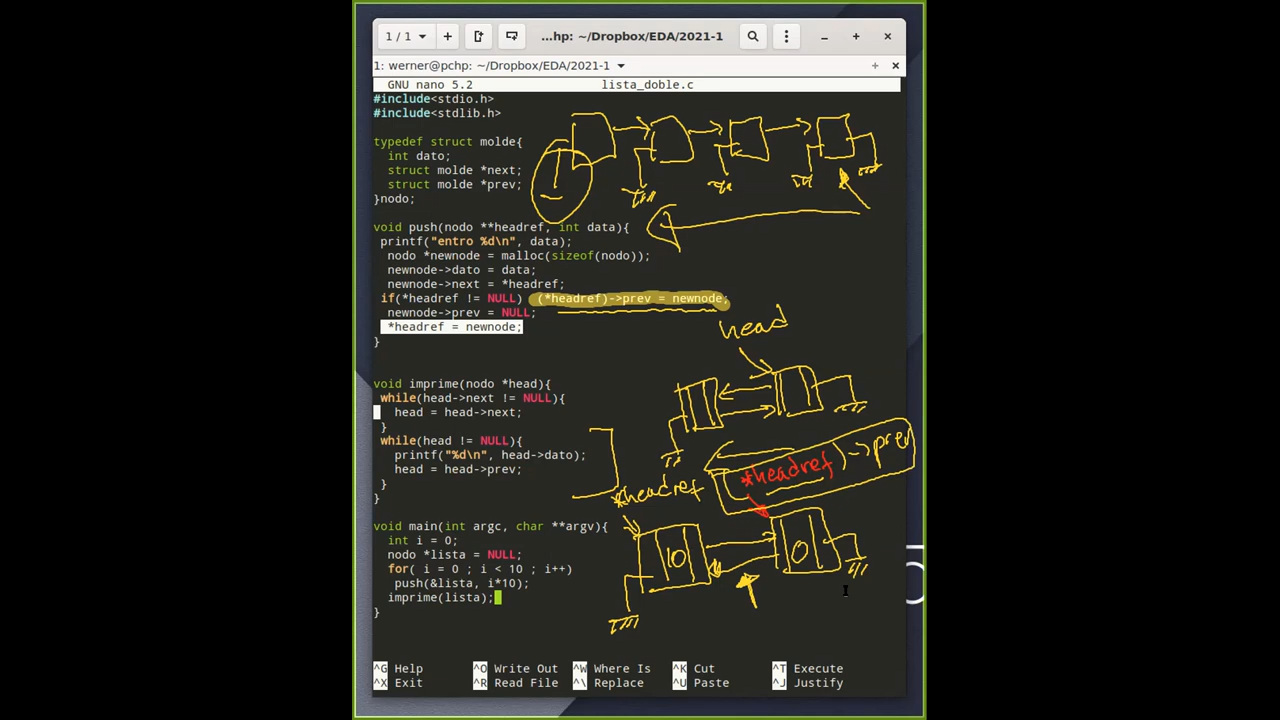 1 / 1
...hp: ~/Dropbox/EDA/2021-1
1: werner@pchp: ~/Dropbox/EDA/2021-1
GNU nano 5.2 lista_doble.c
#include<stdio.h>
#include<stdlib.h>
typedef struct molde{
int dato;
struct molde *next;
struct molde *prev;
}nodo;
void push(nodo **headref, int data){
printf("entro %d\n", data);
nodo *newnode = malloc(sizeof(nodo));
newnode->dato = data;
newnode->next = *headref;
if(*headref != NULL) (*headref)->prev = newnode;
newnode->prev = NULL;
*headref = newnode;
}
head
void imprime(nodo *head){
while(head->next != NULL){
head = head->next;
}
while(head != NULL){
printf("%d\n", head->dato);
head = head->prev;
}
}
(*headref)->prev
*headref
10
0
void main(int argc, char **argv){
int i = 0;
nodo *lista = NULL;
for( i = 0 ; i < 10 ; i++)
push(&lista, i*10);
imprime(lista);
}
^G Help ^O Write Out ^W Where Is ^K Cut ^T Execute
^X Exit ^R Read File ^\ Replace ^U Paste ^J Justify